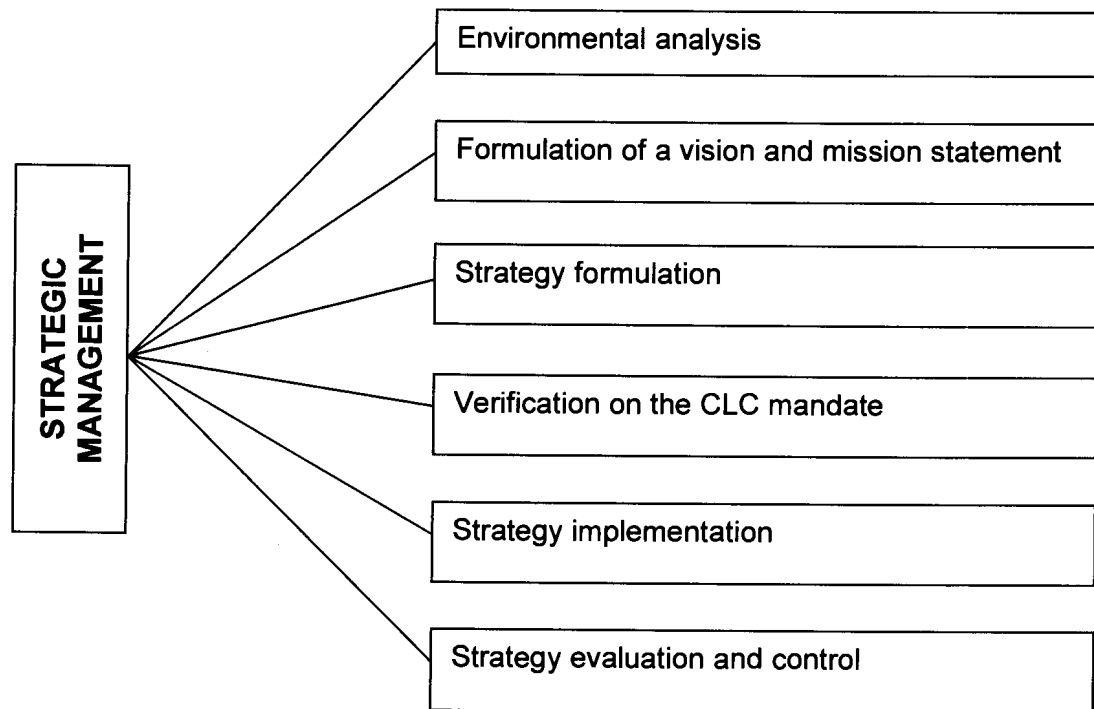 STRATEGIC
MANAGEMENT
Environmental analysis
Formulation of a vision and mission statement
Strategy formulation
Verification on the CLC mandate
Strategy implementation
Strategy evaluation and control